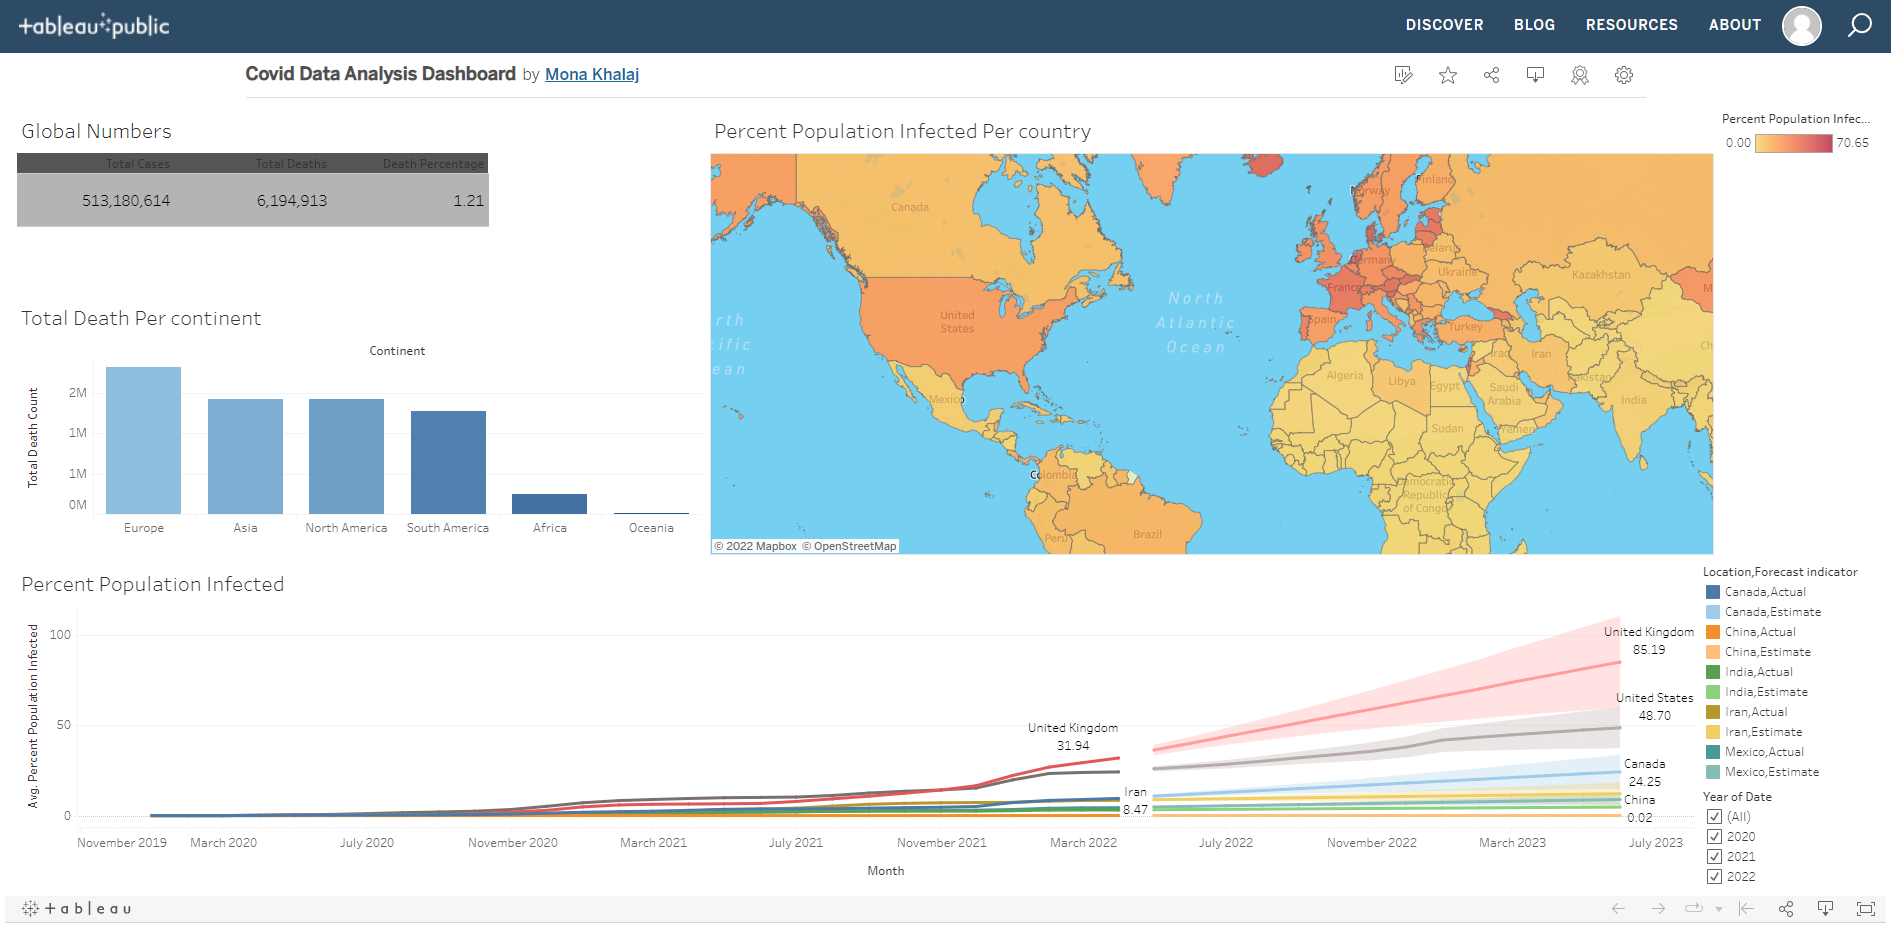 +ableau public
DISCOVER BLOG RESOURCES ABOUT
Covid Data Analysis Dashboard by Mona Khalaj
Global Numbers
Total Cases Total Deaths Death Percentage
513,180,614 6,194,913 1.21
Total Death Per continent
Continent
Total Death Count
2M
1M
1M
0M
Europe Asia North America South America Africa Oceania
Percent Population Infected Per country
Canada
United
States
Mexico
Colombia
Peru
Brazil
rth
cific
ean
North
Atlantic
Ocean
Norway
Finland
Belarus
Germany
Ukraine
Kazakhstan
France
Spain
Turkey
M
Ch
Iraq
Iran
Algeria
Libya
Egypt
Saudi
Arabia
Pakistan
India
Sudan
Yemen
Democratic
Republic
of Congo
© 2022 Mapbox © OpenStreetMap
Percent Population Infec...
0.00 70.65
Percent Population Infected
Avg. Percent Population Infected
100
50
0
United Kingdom
31.94
Iran
8.47
United Kingdom
85.19
United States
48.70
Canada
24.25
China
0.02
November 2019 March 2020 July 2020 November 2020 March 2021 July 2021 November 2021 March 2022 July 2022 November 2022 March 2023 July 2023
Month
Location,Forecast indicator
Canada,Actual
Canada,Estimate
China,Actual
China,Estimate
India,Actual
India,Estimate
Iran,Actual
Iran,Estimate
Mexico,Actual
Mexico,Estimate
Year of Date
(All)
2020
2021
2022
+ableau